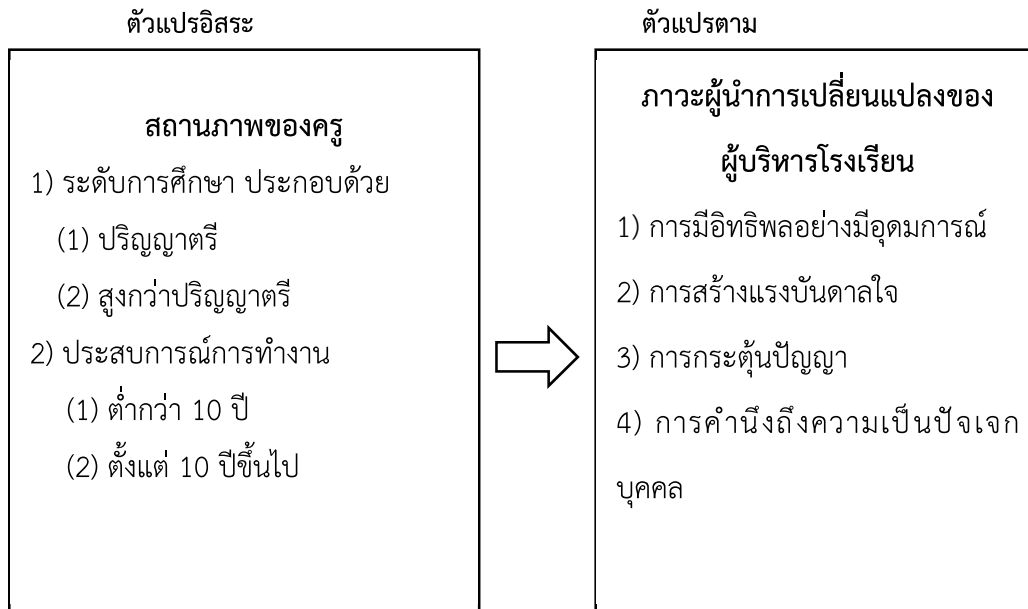 ตัวแปรอิสระ
สถานภาพของครู
1) ระดับการศึกษา ประกอบด้วย
(1) ปริญญาตรี
(2) สูงกว่าปริญญาตรี
2) ประสบการณ์การทำงาน
(1) ต่ำกว่า 10 ปี
(2) ตั้งแต่ 10 ปีขึ้นไป
ตัวแปรตาม
ภาวะผู้นำการเปลี่ยนแปลงของ
ผู้บริหารโรงเรียน
1) การมีอิทธิพลอย่างมีอุดมการณ์
2) การสร้างแรงบันดาลใจ
3) การกระตุ้นปัญญา
4) การคำนึงถึงความเป็นปัจเจก
บุคคล